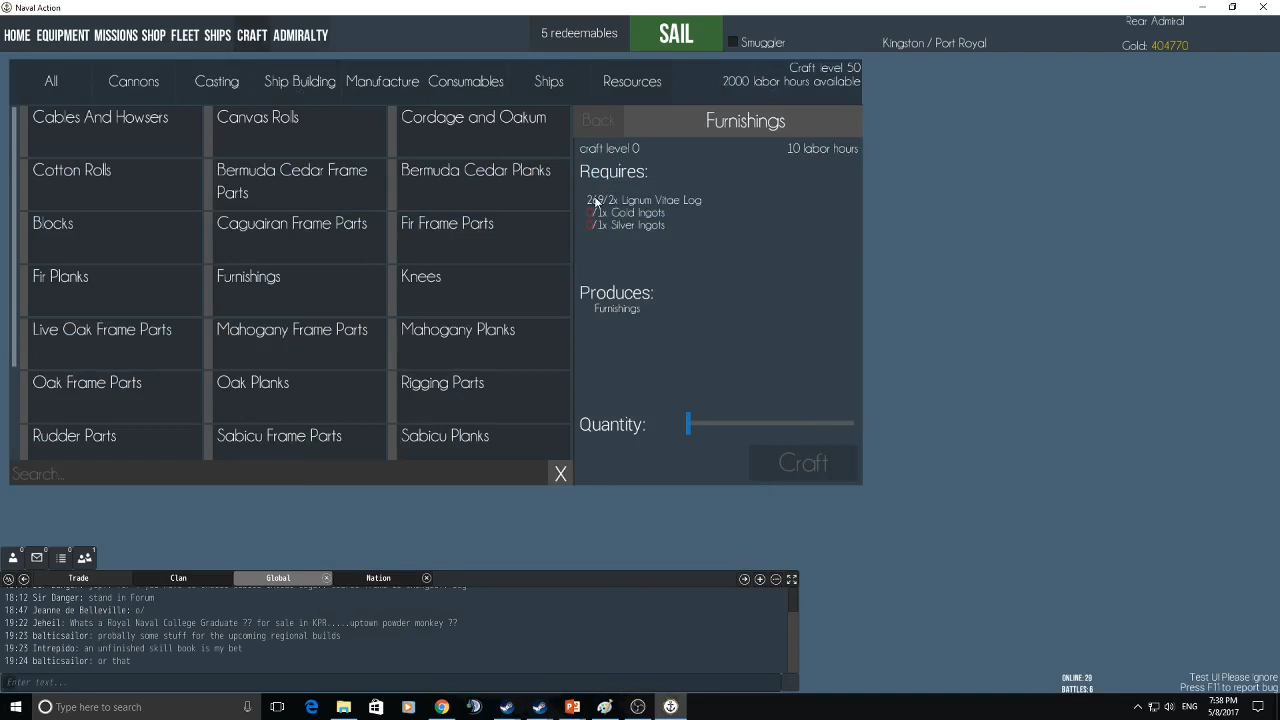 Naval Action
HOME EQUIPMENT MISSIONS SHOP FLEET SHIPS CRAFT ADMIRALTY
5 redeemables
SAIL
Smuggler
Kingston / Port Royal
Rear Admiral
Gold: 404770
All Cannons Casting Ship Building Manufacture Consumables Ships Resources
Craft level 50
2000 labor hours available
Cables And Howsers Canvas Rolls Cordage and Oakum
Cotton Rolls Bermuda Cedar Frame Parts Bermuda Cedar Planks
Blocks Caguairan Frame Parts Fir Frame Parts
Fir Planks Furnishings Knees
Live Oak Frame Parts Mahogany Frame Parts Mahogany Planks
Oak Frame Parts Oak Planks Rigging Parts
Rudder Parts Sabicu Frame Parts Sabicu Planks
Search...
X
Back
Furnishings
craft level 0 10 labor hours
Requires:
269/2x Lignum Vitae Log
0/1x Gold Ingots
0/1x Silver Ingots
Produces:
Furnishings
Quantity:
Craft
Trade Clan Global Nation
18:12 Sir Danger: stand in Forum
18:47 Jeanne de Belleville: o/
19:22 Jeheil: Whats a Royal Naval College Graduate ?? for sale in KPR.....uptown powder monkey ??
19:23 balticsailor: probably some stuff for the upcoming regional builds
19:23 Intrepido: an unfinished skill book is my bet
19:24 balticsailor: or that
Enter text...
ONLINE: 29
BATTLES: 6
Test UI Please Ignore
Press F11 to report bug
Type here to search
7:38 PM
5/8/2017